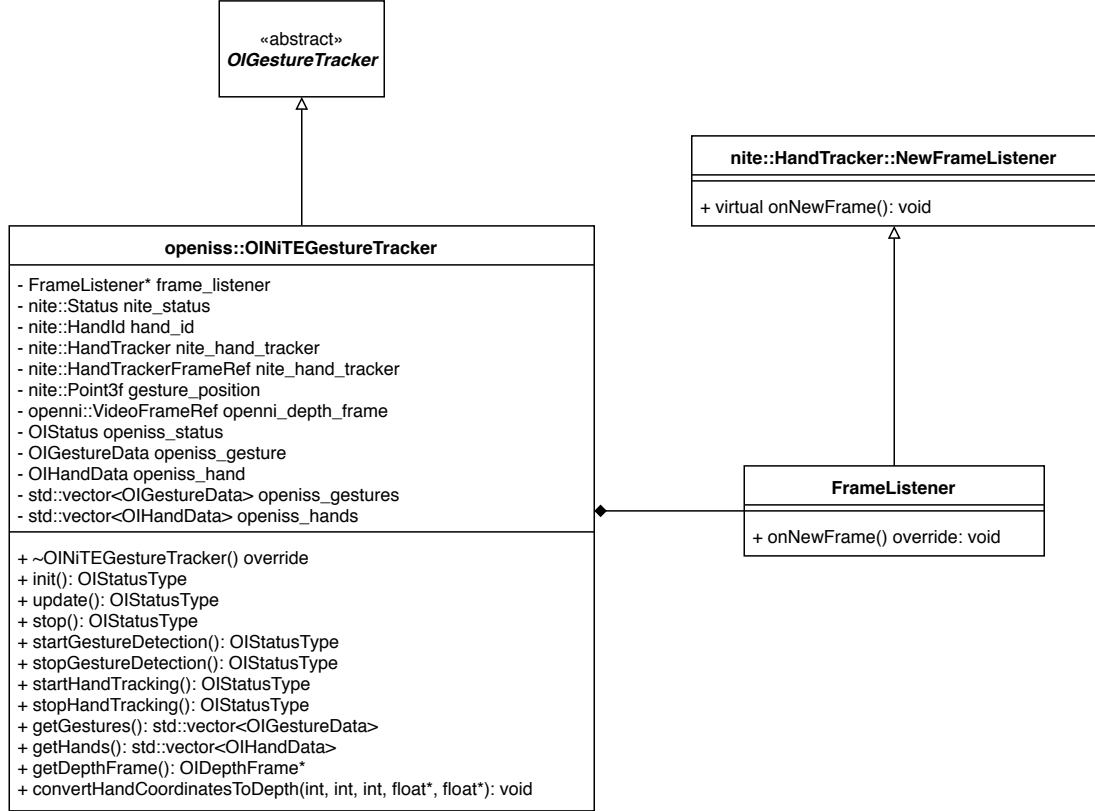 «abstract»
OIGestureTracker
nite::HandTracker::NewFrameListener
+ virtual onNewFrame(): void
openiss::OINiTEGestureTracker
- FrameListener* frame_listener
- nite::Status nite_status
- nite::HandId hand_id
- nite::HandTracker nite_hand_tracker
- nite::HandTrackerFrameRef nite_hand_tracker
- nite::Point3f gesture_position
- openni::VideoFrameRef openni_depth_frame
- OIStatus openiss_status
- OIGestureData openiss_gesture
- OIHandData openiss_hand
- std::vector<OIGestureData> openiss_gestures
- std::vector<OIHandData> openiss_hands
+ ~OINiTEGestureTracker() override
+ init(): OIStatusType
+ update(): OIStatusType
+ stop(): OIStatusType
+ startGestureDetection(): OIStatusType
+ stopGestureDetection(): OIStatusType
+ startHandTracking(): OIStatusType
+ stopHandTracking(): OIStatusType
+ getGestures(): std::vector<OIGestureData>
+ getHands(): std::vector<OIHandData>
+ getDepthFrame(): OIDepthFrame*
+ convertHandCoordinatesToDepth(int, int, int, float*, float*): void
FrameListener
+ onNewFrame() override: void